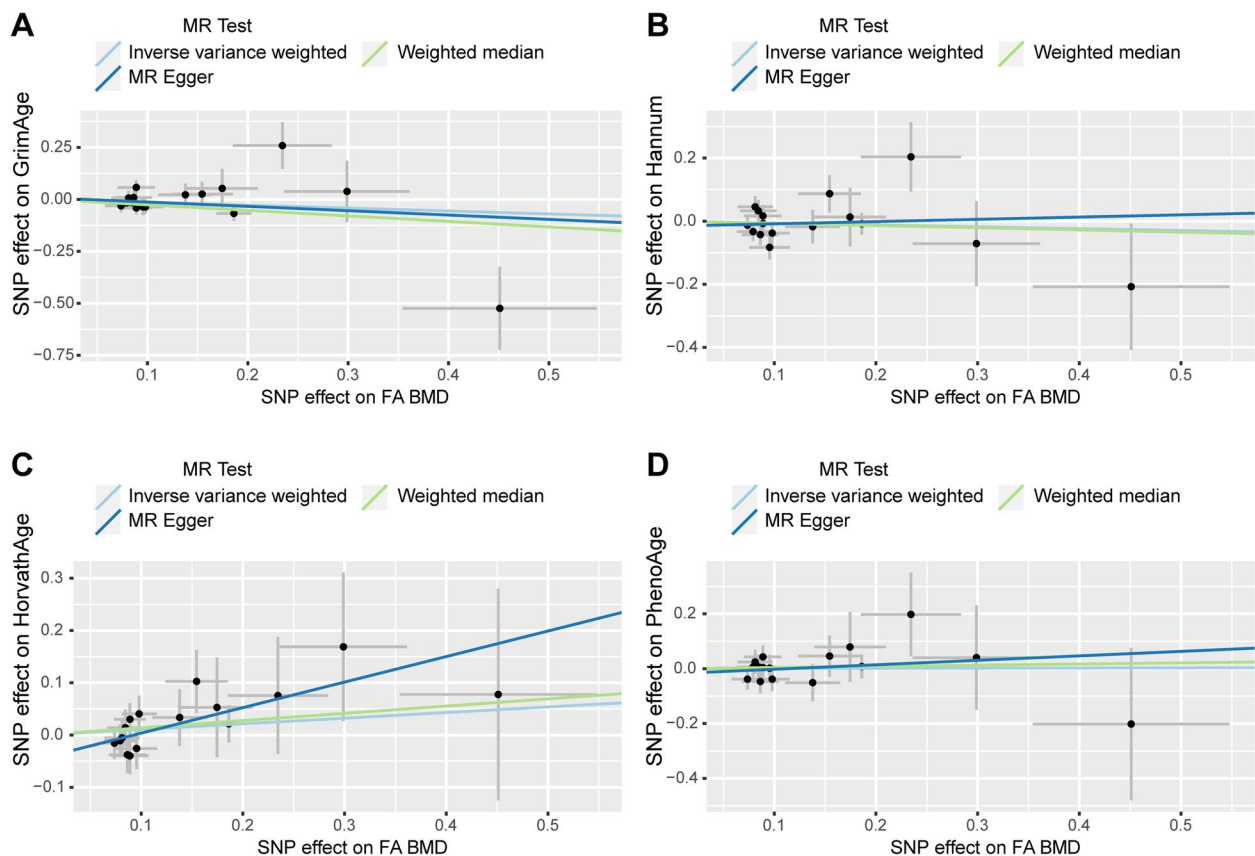 A
MR Test
Inverse variance weighted
Weighted median
MR Egger
SNP effect on GrimAge
0.25
0.00
−0.25
−0.50
−0.75
0.1 0.2 0.3 0.4 0.5
SNP effect on FA BMD
B
MR Test
Inverse variance weighted
Weighted median
MR Egger
SNP effect on Hannum
0.2
0.0
−0.2
−0.4
0.1 0.2 0.3 0.4 0.5
SNP effect on FA BMD
C
MR Test
Inverse variance weighted
Weighted median
MR Egger
SNP effect on HorvathAge
0.3
0.2
0.1
0.0
−0.1
0.1 0.2 0.3 0.4 0.5
SNP effect on FA BMD
D
MR Test
Inverse variance weighted
Weighted median
MR Egger
SNP effect on PhenoAge
0.2
0.0
−0.2
−0.4
0.1 0.2 0.3 0.4 0.5
SNP effect on FA BMD